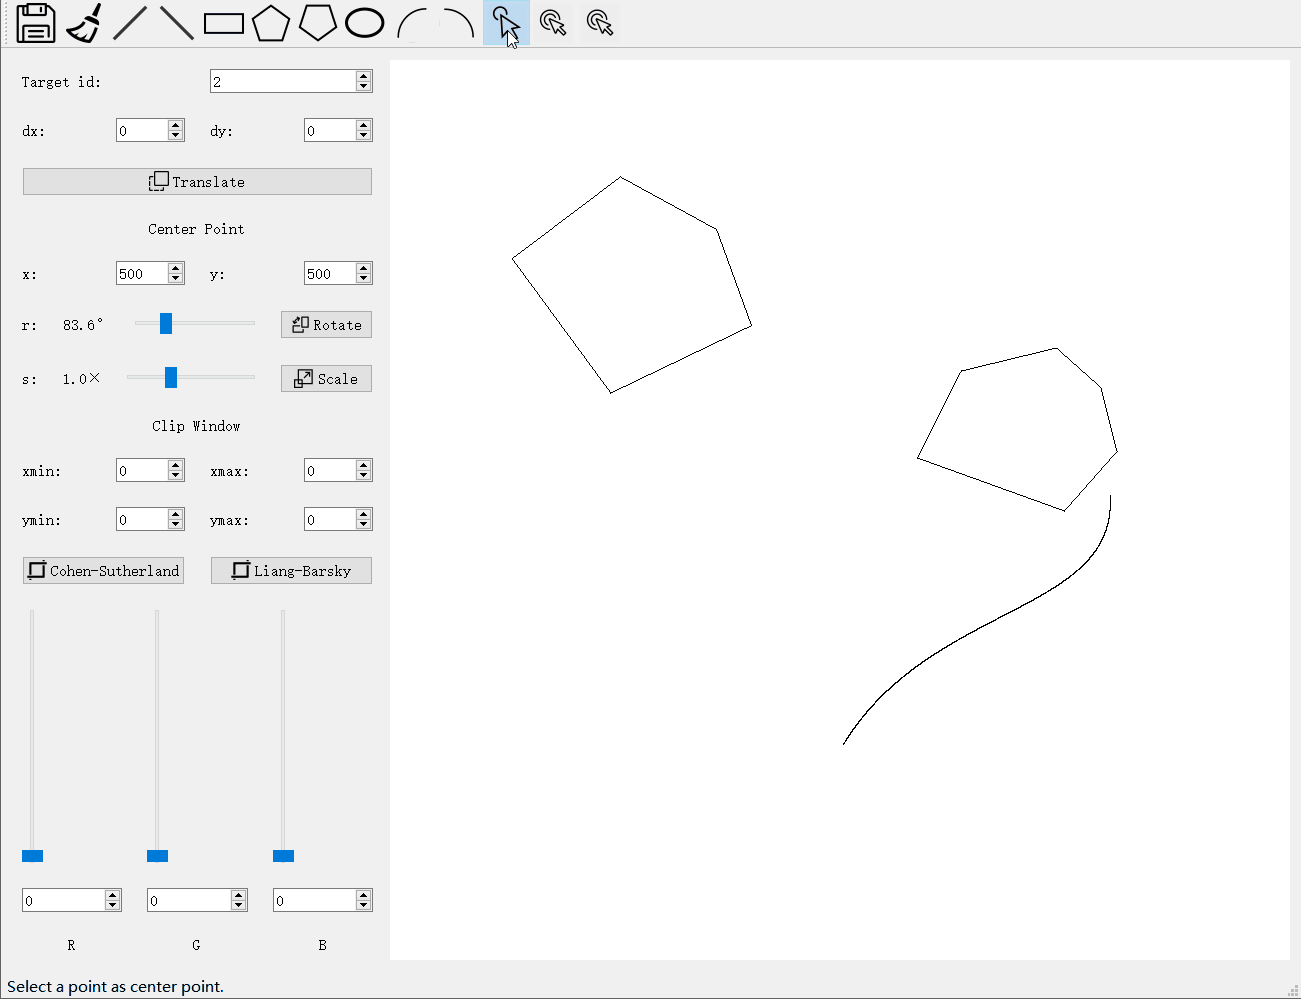 Target id: 2
dx: 0 dy: 0
Translate
Center Point
x: 500 y: 500
r: 83.6° Rotate
s: 1.0× Scale
Clip Window
xmin: 0 xmax: 0
ymin: 0 ymax: 0
Cohen-Sutherland Liang-Barsky
0 0 0
R G B
Select a point as center point.